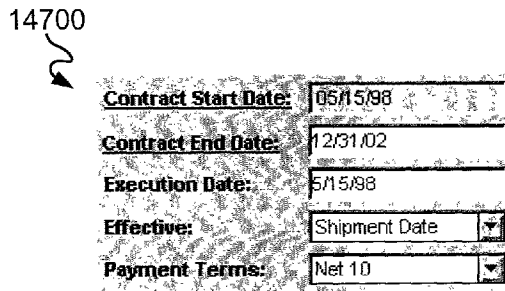 14700
Contract Start Date: 05/15/98
Contract End Date: 12/31/02
Execution Date: 5/15/98
Effective: Shipment Date
Payment Terms: Net 10